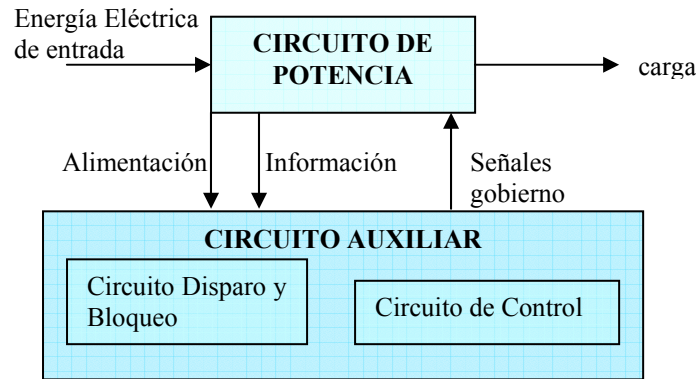 Energía Eléctrica
de entrada
CIRCUITO DE
POTENCIA
carga
Alimentación
Información
Señales
gobierno
CIRCUITO AUXILIAR
Circuito Disparo y
Bloqueo
Circuito de Control